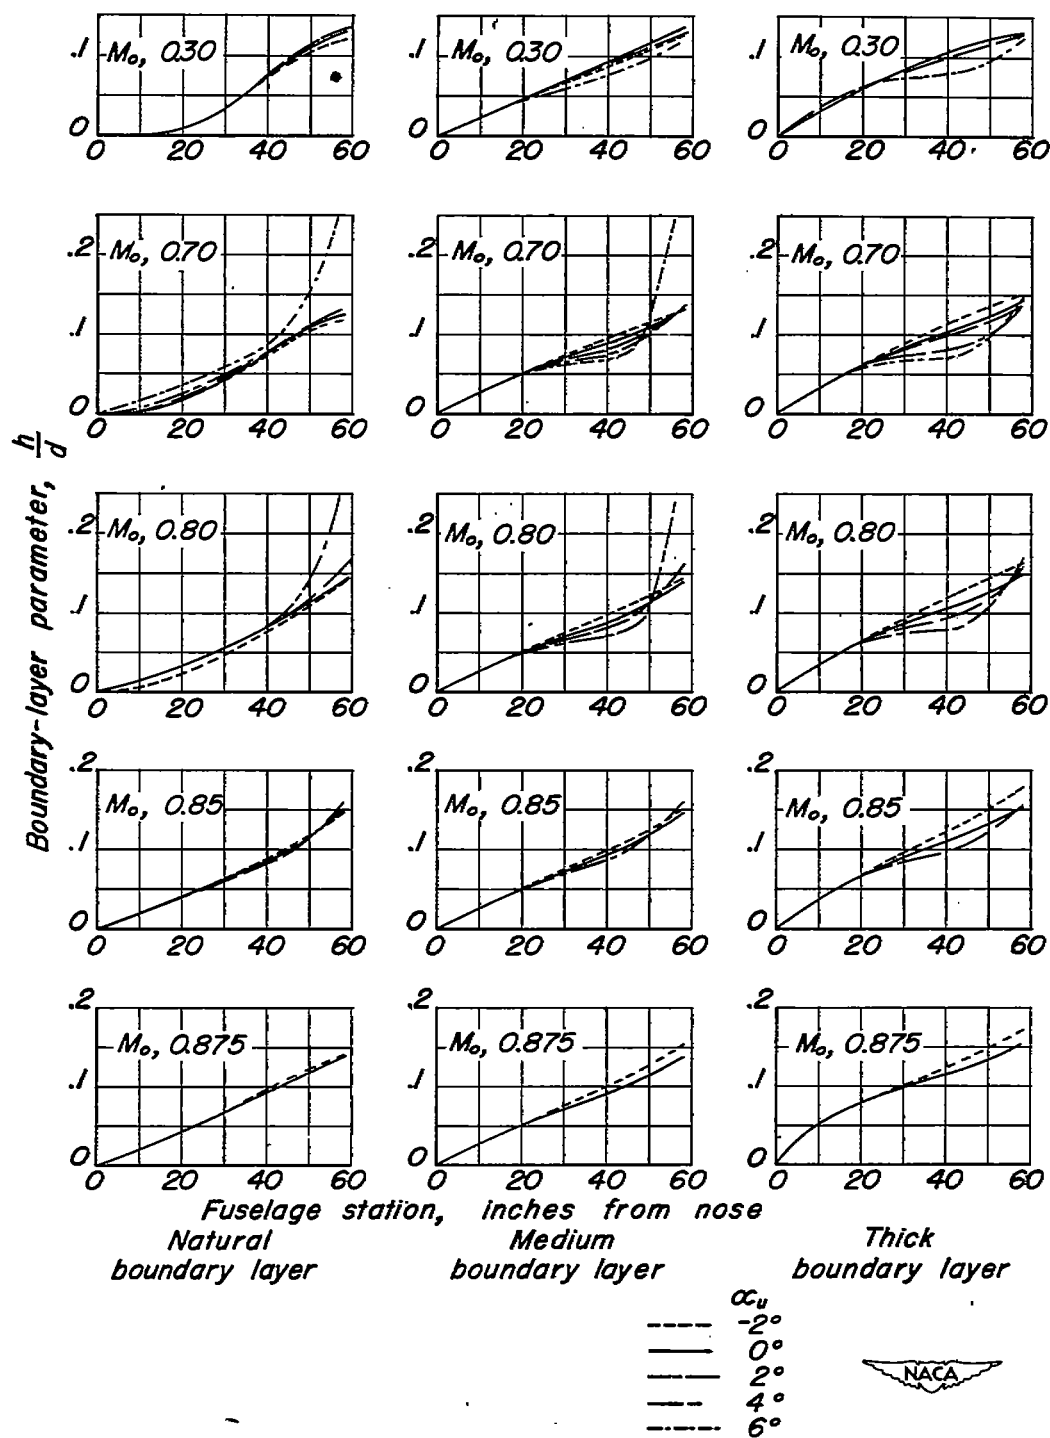 .1 M₀, 0.30 .1 M₀, 0.30 .1 M₀, 0.30
0 0 0
0 20 40 60 0 20 40 60 0 20 40 60
.2 M₀, 0.70 .2 M₀, 0.70 .2 M₀, 0.70
.1 .1 .1
0 0 0
0 20 40 60 0 20 40 60 0 20 40 60
.2 M₀, 0.80 .2 M₀, 0.80 .2 M₀, 0.80
.1 .1 .1
0 0 0
0 20 40 60 0 20 40 60 0 20 40 60
.2 .2 .2
M₀, 0.85 M₀, 0.85 M₀, 0.85
.1 .1 .1
0 0 0
0 20 40 60 0 20 40 60 0 20 40 60
.2 .2 .2
M₀, 0.875 M₀, 0.875 M₀, 0.875
.1 .1 .1
0 0 0
0 20 40 60 0 20 40 60 0 20 40 60
Boundary-layer parameter, h/d
Fuselage station, inches from nose
Natural boundary layer
Medium boundary layer
Thick boundary layer
αᵤ
-2°
0°
2°
4°
6°
NACA